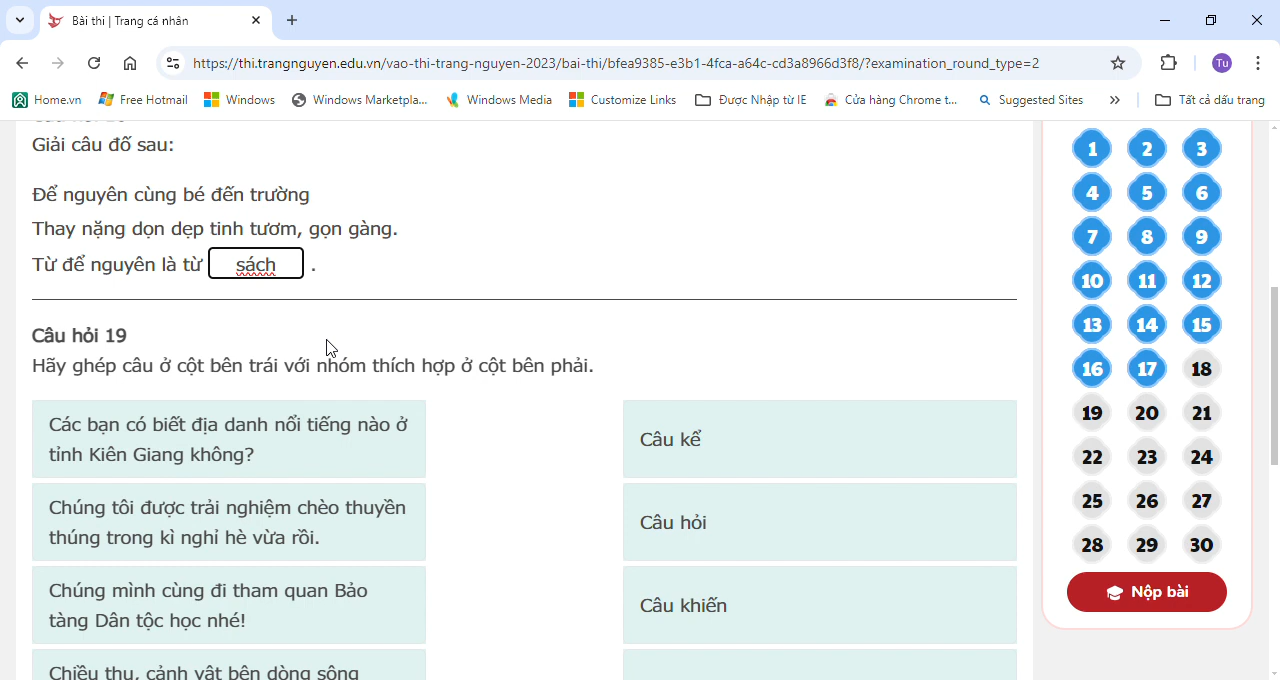 Bài thi | Trang cá nhân
https://thi.trangnguyen.edu.vn/vao-thi-trang-nguyen-2023/bai-thi/bfea9385-e3b1-4fca-a64c-cd3a8966d3f8/?examination_round_type=2
Tu
Home.vn
Free Hotmail
Windows
Windows Marketpla...
Windows Media
Customize Links
Được Nhập từ IE
Cửa hàng Chrome t...
Suggested Sites
Tất cả dấu trang
Giải câu đố sau:
Để nguyên cùng bé đến trường
Thay nặng dọn dẹp tinh tươm, gọn gàng.
Từ để nguyên là từ sách .
Câu hỏi 19
Hãy ghép câu ở cột bên trái với nhóm thích hợp ở cột bên phải.
Các bạn có biết địa danh nổi tiếng nào ở
tỉnh Kiên Giang không?
Câu kể
Chúng tôi được trải nghiệm chèo thuyền
thúng trong kì nghỉ hè vừa rồi.
Câu hỏi
Chúng mình cùng đi tham quan Bảo
tàng Dân tộc học nhé!
Câu khiến
Chiều thu, cảnh vật bên dòng sông
1 2 3
4 5 6
7 8 9
10 11 12
13 14 15
16 17 18
19 20 21
22 23 24
25 26 27
28 29 30
Nộp bài